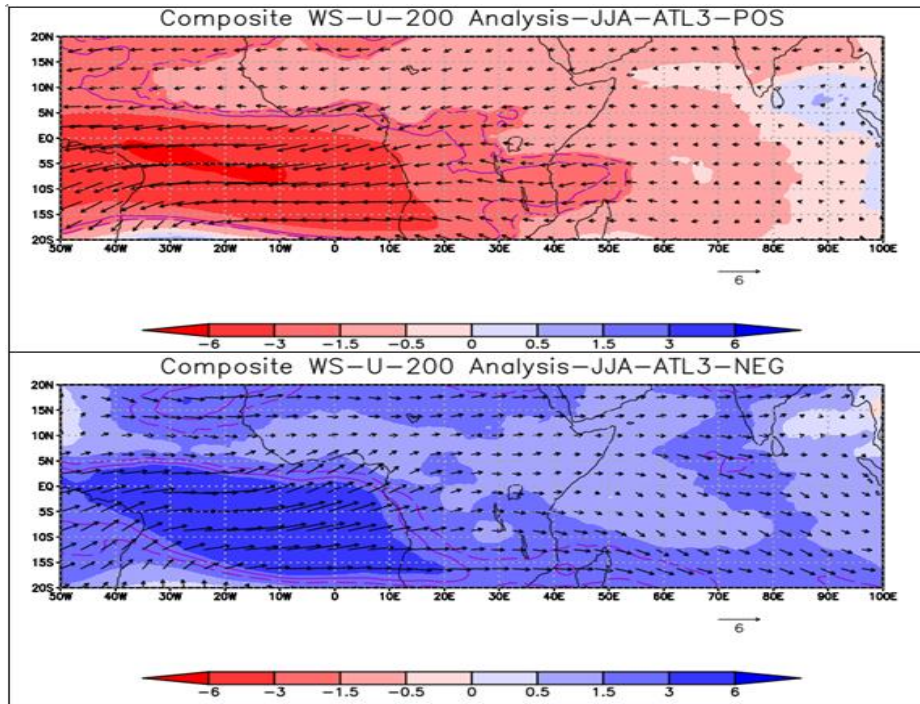 Composite WS-U-200 Analysis-JJA-ATL3-POS
20N
15N
10N
5N
EQ
5S
10S
15S
20S
50W 40W 30W 20W 10W 0 10E 20E 30E 40E 50E 60E 70E 80E 90E 100E
6
-6 -3 -1.5 -0.5 0 0.5 1.5 3 6
Composite WS-U-200 Analysis-JJA-ATL3-NEG
20N
15N
10N
5N
EQ
5S
10S
15S
20S
50W 40W 30W 20W 10W 0 10E 20E 30E 40E 50E 60E 70E 80E 90E 100E
6
-6 -3 -1.5 -0.5 0 0.5 1.5 3 6